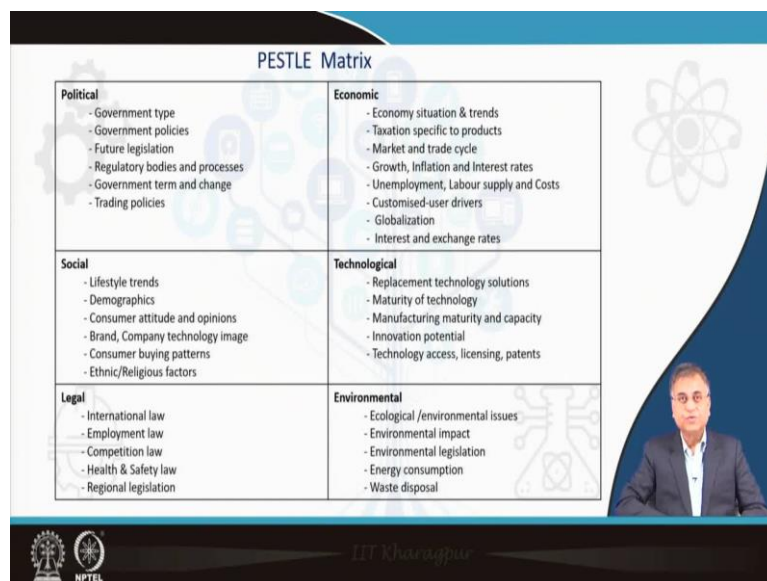 PESTLE Matrix
Political
- Government type
- Government policies
- Future legislation
- Regulatory bodies and processes
- Government term and change
- Trading policies
Economic
- Economy situation & trends
- Taxation specific to products
- Market and trade cycle
- Growth, Inflation and Interest rates
- Unemployment, Labour supply and Costs
- Customised-user drivers
- Globalization
- Interest and exchange rates
Social
- Lifestyle trends
- Demographics
- Consumer attitude and opinions
- Brand, Company technology image
- Consumer buying patterns
- Ethnic/Religious factors
Technological
- Replacement technology solutions
- Maturity of technology
- Manufacturing maturity and capacity
- Innovation potential
- Technology access, licensing, patents
Legal
- International law
- Employment law
- Competition law
- Health & Safety law
- Regional legislation
Environmental
- Ecological /environmental issues
- Environmental impact
- Environmental legislation
- Energy consumption
- Waste disposal
NPTEL
IIT Kharagpur